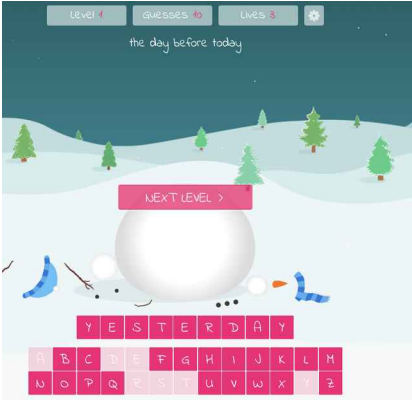 Level 1 Guesses 10 Lives 3
the day before today
NEXT LEVEL >
Y E S T E R D A Y
A B C D E F G H I J K L M
N O P Q R S T U V W X Y Z